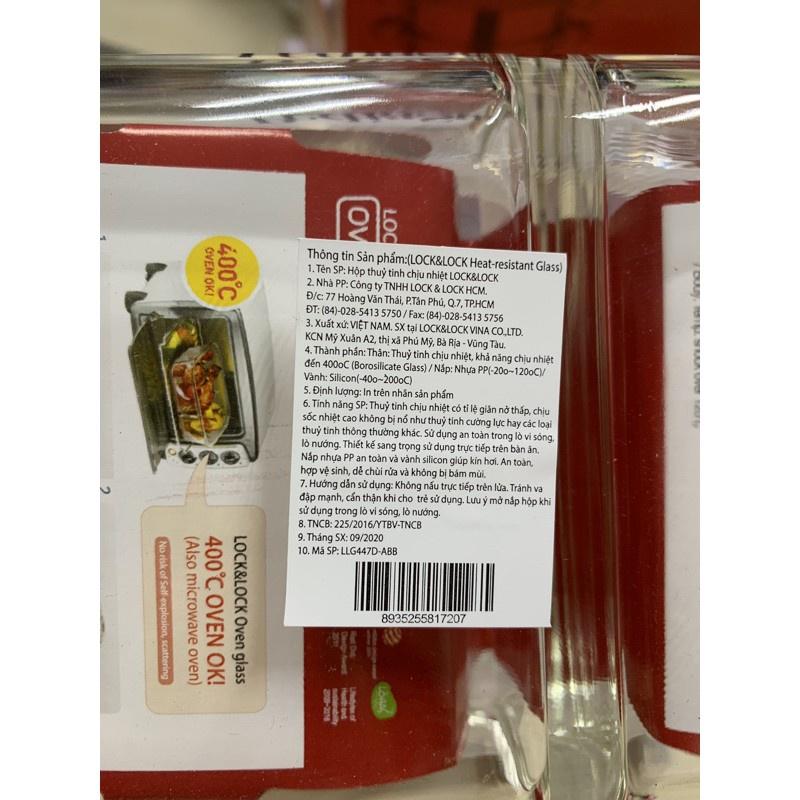 Thông tin Sản phẩm:(LOCK&LOCK Heat-resistant Glass)
1. Tên SP: Hộp thuỷ tinh chịu nhiệt LOCK&LOCK
2. Nhà PP: Công ty TNHH LOCK & LOCK HCM.
Đ/c: 77 Hoàng Văn Thái, P.Tân Phú, Q.7, TP.HCM
ĐT: (84)-028-5413 5750 / Fax: (84)-028-5413 5756
3. Xuất xứ: VIỆT NAM. SX tại LOCK&LOCK VINA CO.,LTD.
KCN Mỹ Xuân A2, thị xã Phú Mỹ, Bà Rịa - Vũng Tàu.
4. Thành phần: Thân: Thuỷ tinh chịu nhiệt, khả năng chịu nhiệt
đến 400oC (Borosilicate Glass) / Nắp: Nhựa PP(-20o~120oC)/
Vành: Silicon(-40o~200oC)
5. Định lượng: In trên nhãn sản phẩm
6. Tính năng SP: Thuỷ tinh chịu nhiệt có tỉ lệ giãn nở thấp, chịu
sốc nhiệt cao không bị nổ như thuỷ tinh cường lực hay các loại
thuỷ tinh thông thường khác. Sử dụng an toàn trong lò vi sóng,
lò nướng. Thiết kế sang trọng sử dụng trực tiếp trên bàn ăn.
Nắp nhựa PP an toàn và vành silicon giúp kín hơi. An toàn,
hợp vệ sinh, dễ chùi rửa và không bị bám mùi.
7. Hướng dẫn sử dụng: Không nấu trực tiếp trên lửa. Tránh va
đập mạnh, cẩn thận khi cho trẻ sử dụng. Lưu ý mở nắp hộp khi
sử dụng trong lò vi sóng, lò nướng.
8. TNCB: 225/2016/YTBV-TNCB
9. Tháng SX: 09/2020
10. Mã SP: LLG447D-ABB
8935255817207
400°C
OVEN OK!
LOCK&LOCK Oven glass
400°C OVEN OK!
(Also microwave oven)
No risk of Self-explosion, scattering
LOC
OV
2
Lifestyles of
Health and
sustainability
LOHAS